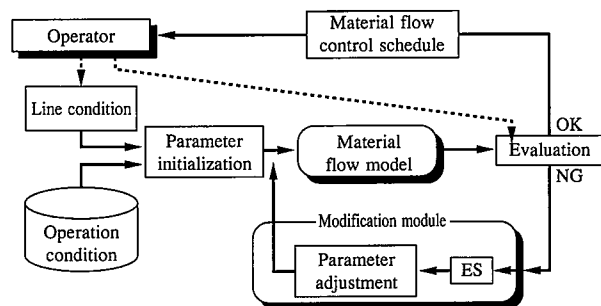 Operator
Material flow
control schedule
Line condition
OK
Parameter
initialization
Material
flow model
Evaluation
NG
Operation
condition
Modification module
Parameter
adjustment
ES